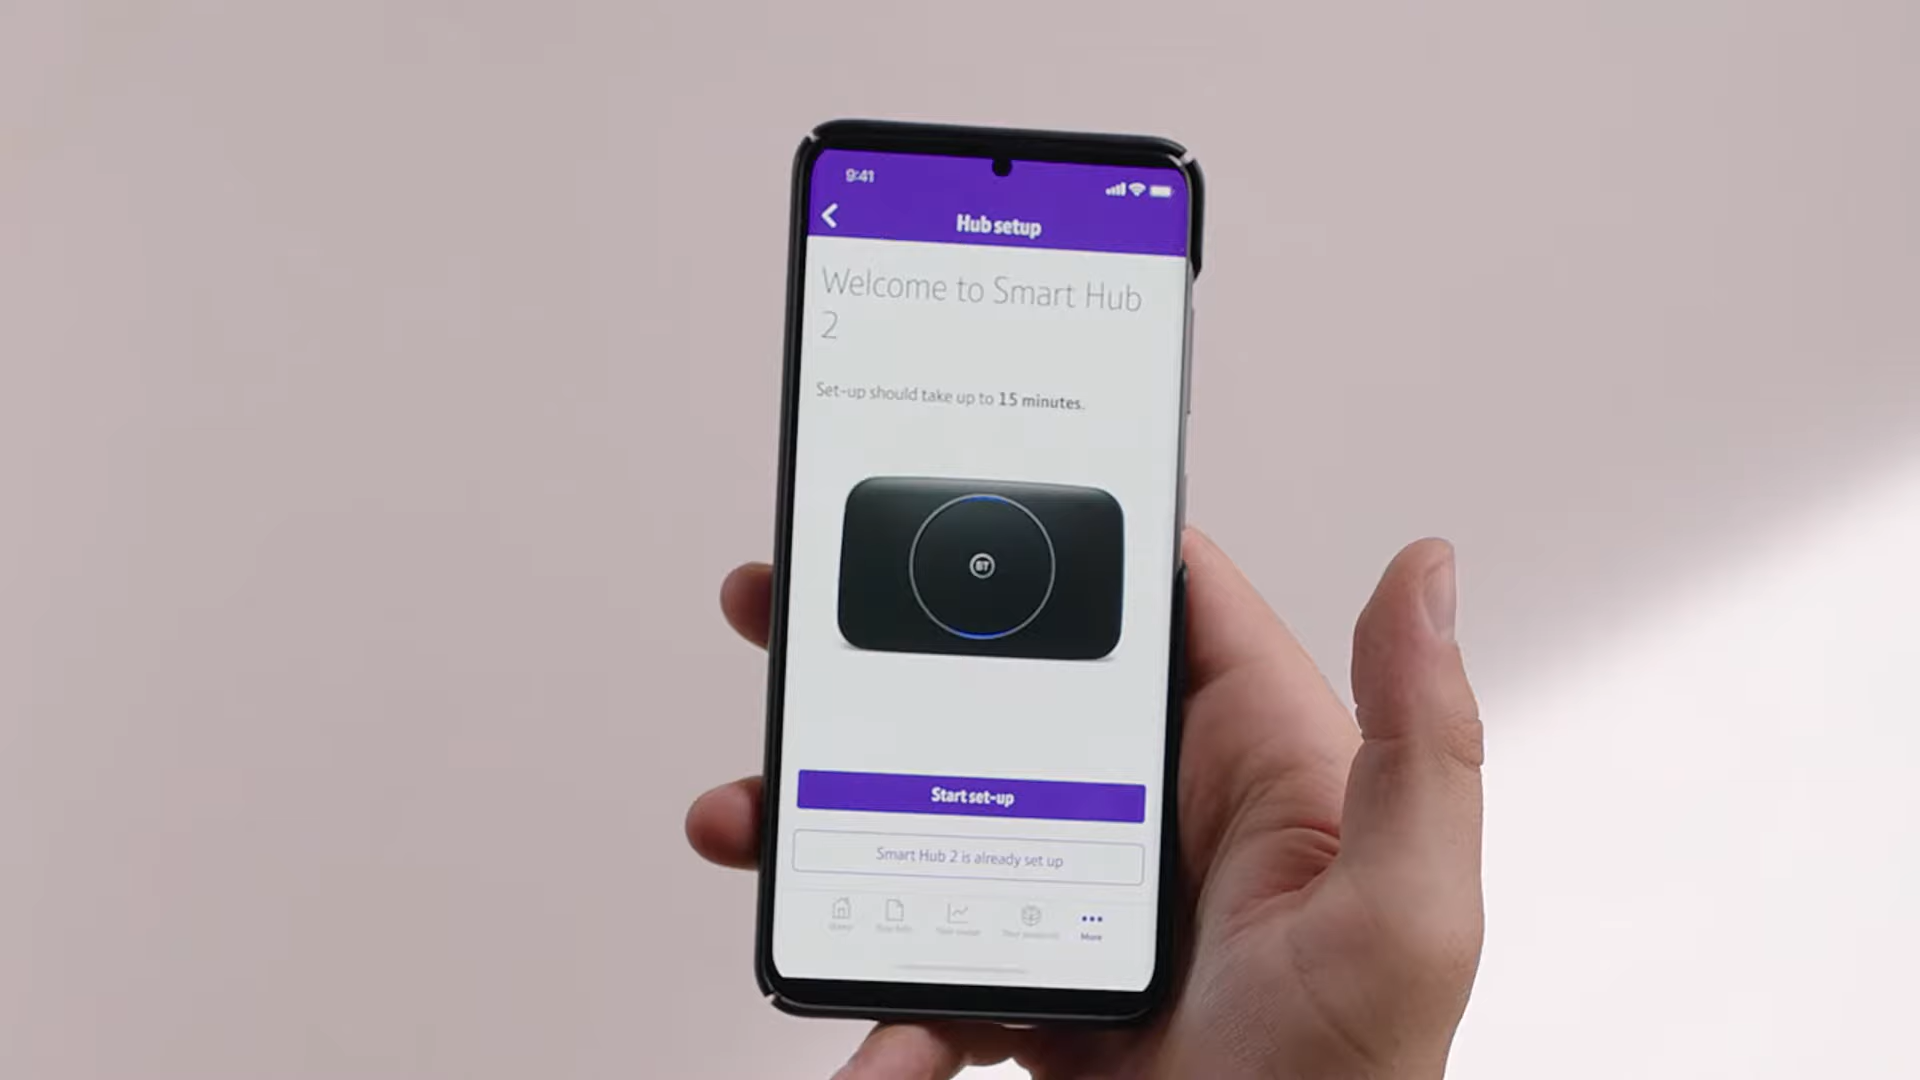 9:41
Hub setup
Welcome to Smart Hub
2
Set-up should take up to 15 minutes.
BT
Start set-up
Smart Hub 2 is already set up
More